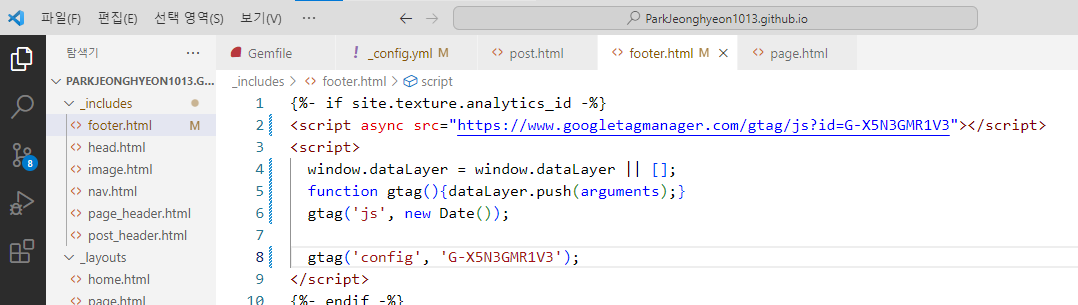 파일(F) 편집(E) 선택 영역(S) 보기(V) ··· ParkJeonghyeon1013.github.io
탐색기 ··· Gemfile ! _config.yml M <> post.html <> footer.html M × <> page.html
PARKJEONGHYEON1013.G...
_includes
<> footer.html M
<> head.html
<> image.html
<> nav.html
<> page_header.html
<> post_header.html
_layouts
<> home.html
<> page.html
8
_includes > <> footer.html > script
1 {%- if site.texture.analytics_id -%}
2 <script async src="https://www.googletagmanager.com/gtag/js?id=G-X5N3GMR1V3"></script>
3 <script>
4 window.dataLayer = window.dataLayer || [];
5 function gtag(){dataLayer.push(arguments);}
6 gtag('js', new Date());
7
8 gtag('config', 'G-X5N3GMR1V3');
9 </script>
10 {%- endif -%}